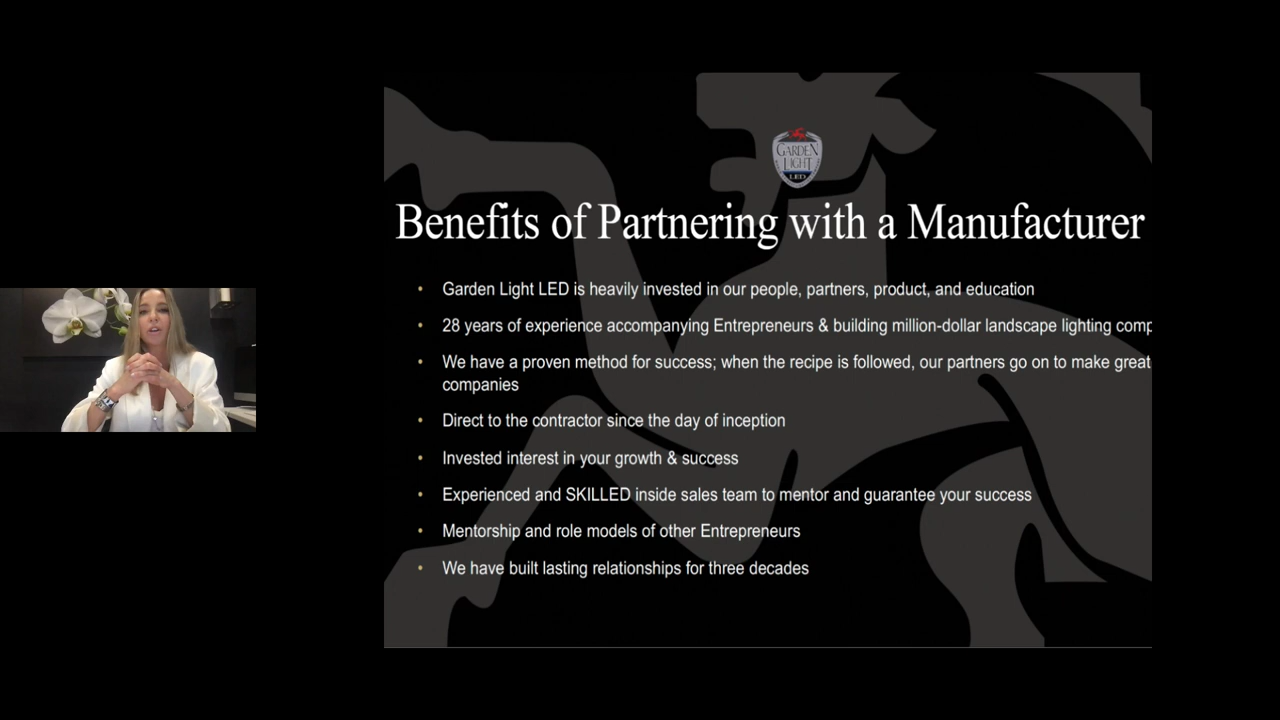 GARDEN
LIGHT
LED
Benefits of Partnering with a Manufacturer
• Garden Light LED is heavily invested in our people, partners, product, and education
• 28 years of experience accompanying Entrepreneurs & building million-dollar landscape lighting comp
• We have a proven method for success; when the recipe is followed, our partners go on to make great
companies
• Direct to the contractor since the day of inception
• Invested interest in your growth & success
• Experienced and SKILLED inside sales team to mentor and guarantee your success
• Mentorship and role models of other Entrepreneurs
• We have built lasting relationships for three decades